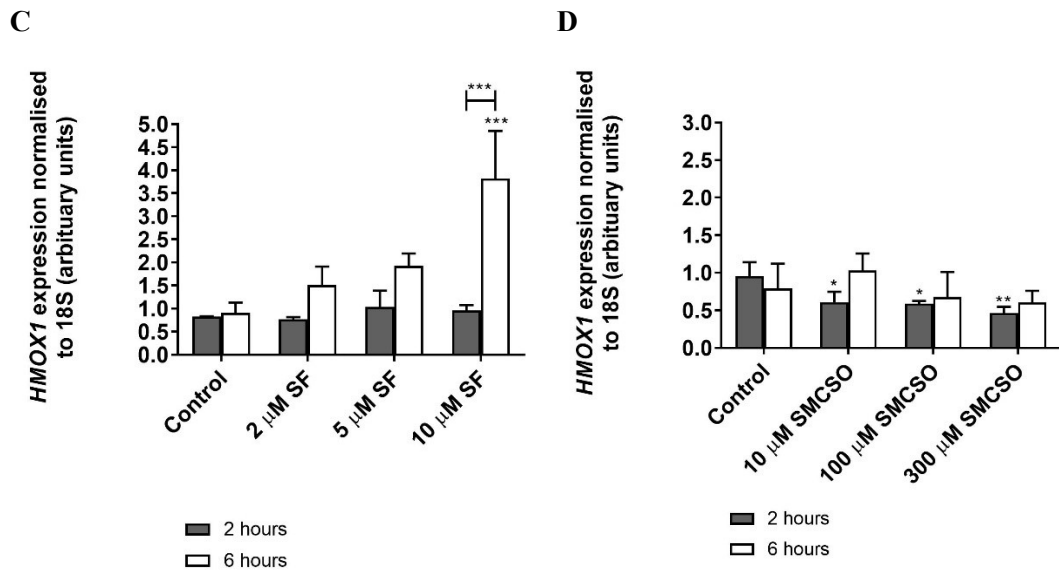 C
HMOX1 expression normalised
to 18S (arbituary units)
5.0
4.5
4.0
3.5
3.0
2.5
2.0
1.5
1.0
0.5
0.0
***
***
Control
2 μM SF
5 μM SF
10 μM SF
2 hours
6 hours
D
HMOX1 expression normalised
to 18S (arbituary units)
3.0
2.5
2.0
1.5
1.0
0.5
0.0
*
*
**
Control
10 μM SMCSO
100 μM SMCSO
300 μM SMCSO
2 hours
6 hours